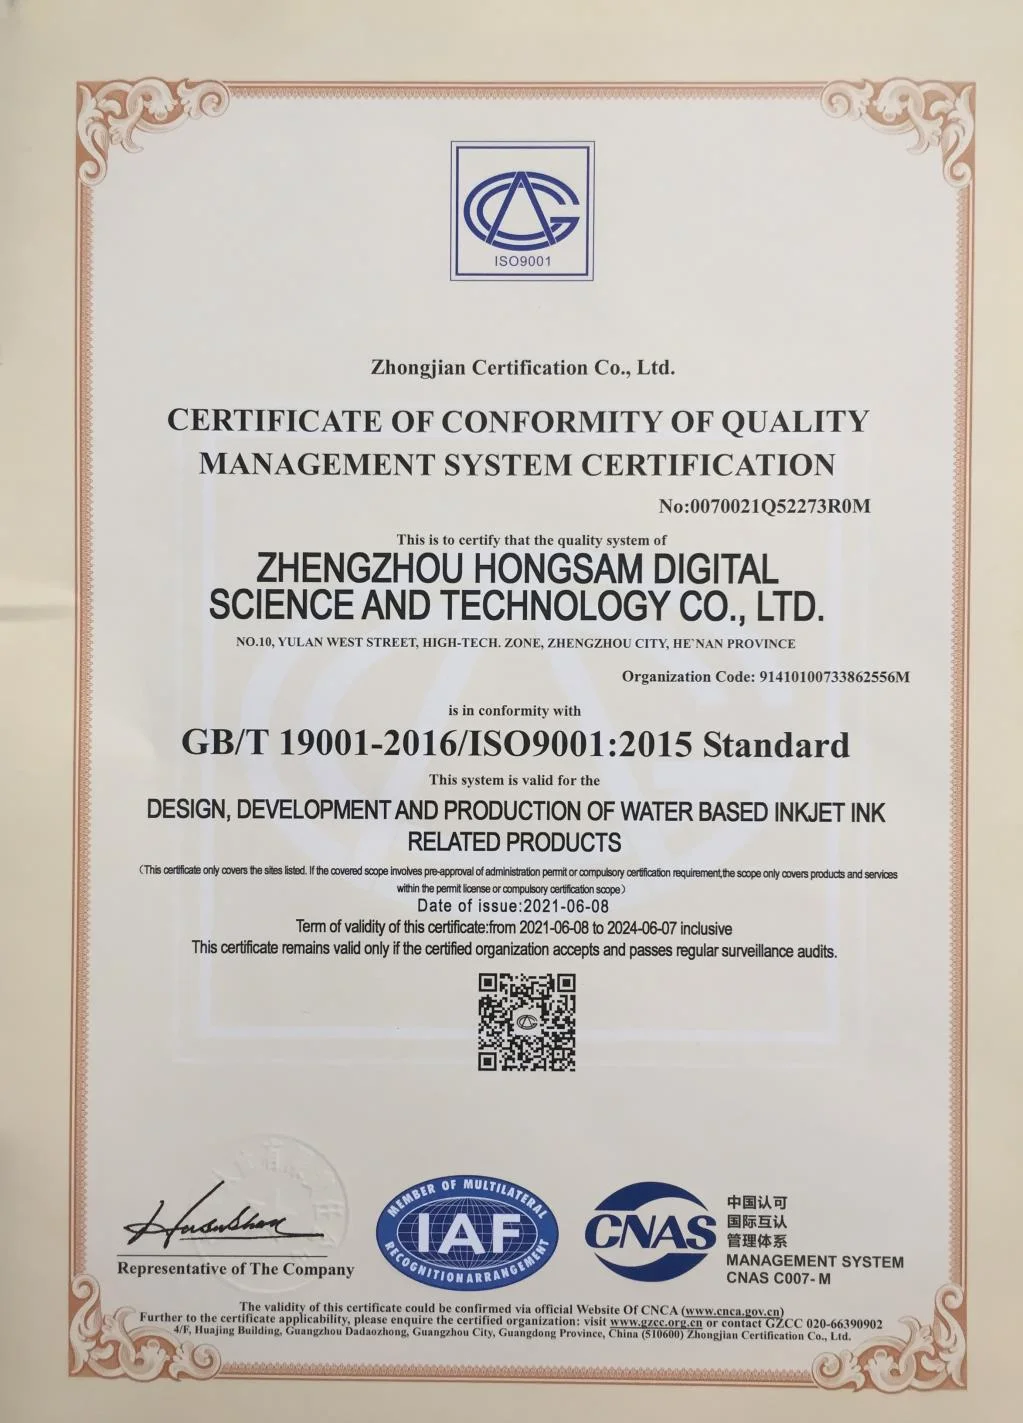 ISO9001
Zhongjian Certification Co., Ltd.
CERTIFICATE OF CONFORMITY OF QUALITY
MANAGEMENT SYSTEM CERTIFICATION
No:0070021Q52273R0M
This is to certify that the quality system of
ZHENGZHOU HONGSAM DIGITAL
SCIENCE AND TECHNOLOGY CO., LTD.
NO.10, YULAN WEST STREET, HIGH-TECH. ZONE, ZHENGZHOU CITY, HE`NAN PROVINCE
Organization Code: 91410100733862556M
is in conformity with
GB/T 19001-2016/ISO9001:2015 Standard
This system is valid for the
DESIGN, DEVELOPMENT AND PRODUCTION OF WATER BASED INKJET INK
RELATED PRODUCTS
(This certificate only covers the sites listed. If the covered scope involves pre-approval of administration permit or compulsory certification requirement,the scope only covers products and services
within the permit license or compulsory certification scope)
Date of issue:2021-06-08
Term of validity of this certificate:from 2021-06-08 to 2024-06-07 inclusive
This certificate remains valid only if the certified organization accepts and passes regular surveillance audits.
Representative of The Company
MEMBER OF MULTILATERAL
IAF
RECOGNITION ARRANGEMENT
CNAS
中国认可
国际互认
管理体系
MANAGEMENT SYSTEM
CNAS C007- M
The validity of this certificate could be confirmed via official Website Of CNCA (www.cnca.gov.cn)
Further to the certificate applicability, please enquire the certified organization: visit www.gzcc.org.cn or contact GZCC 020-66390902
4/F, Huajing Building, Guangzhou Dadaozhong, Guangzhou City, Guangdong Province, China (510600) Zhongjian Certification Co., Ltd.